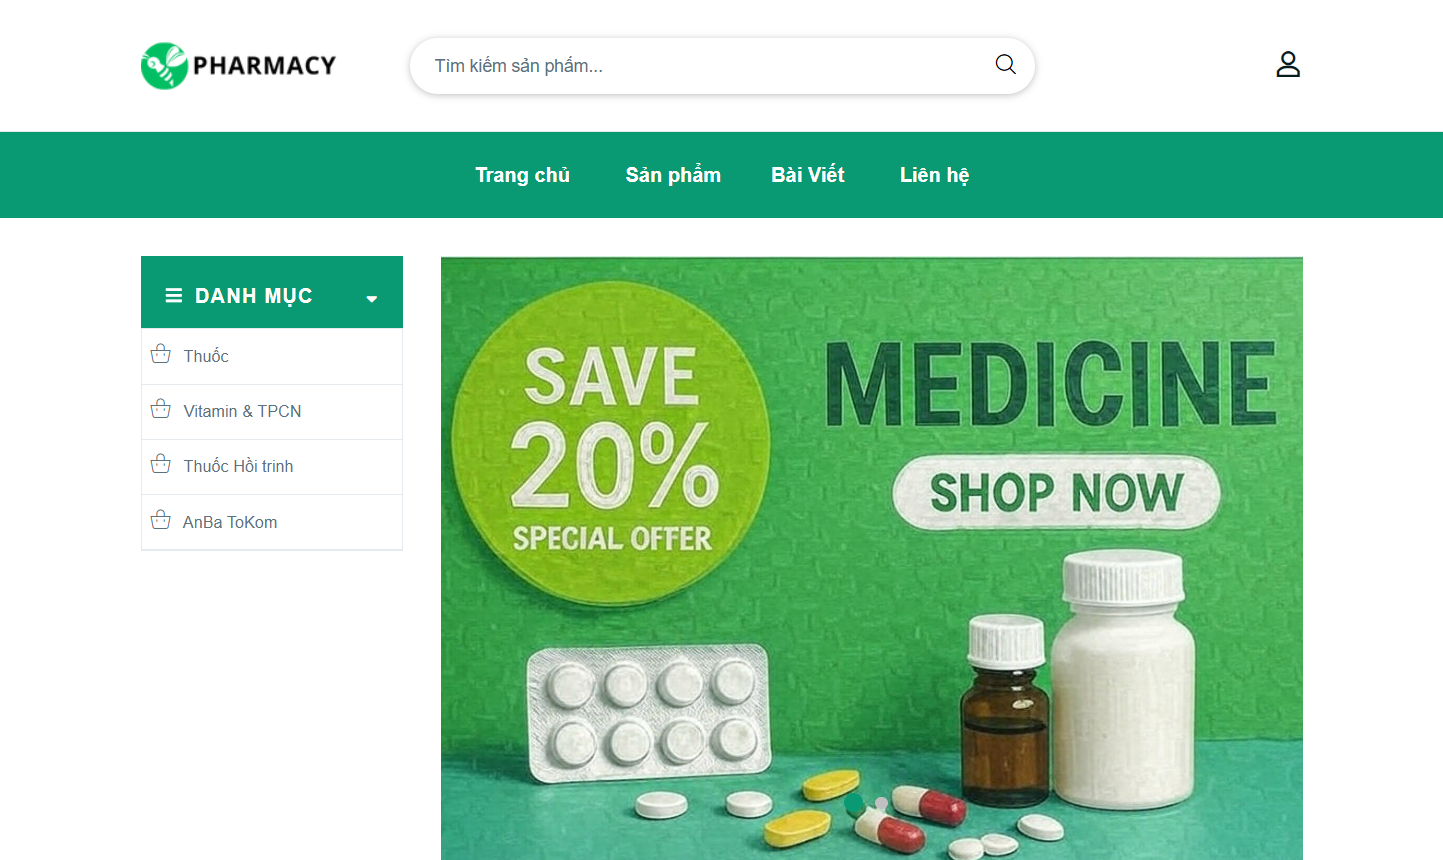 PHARMACY
Tìm kiếm sản phẩm...
Trang chủ
Sản phẩm
Bài Viết
Liên hệ
DANH MỤC
Thuốc
Vitamin & TPCN
Thuốc Hồi trinh
AnBa ToKom
SAVE
20%
SPECIAL OFFER
MEDICINE
SHOP NOW